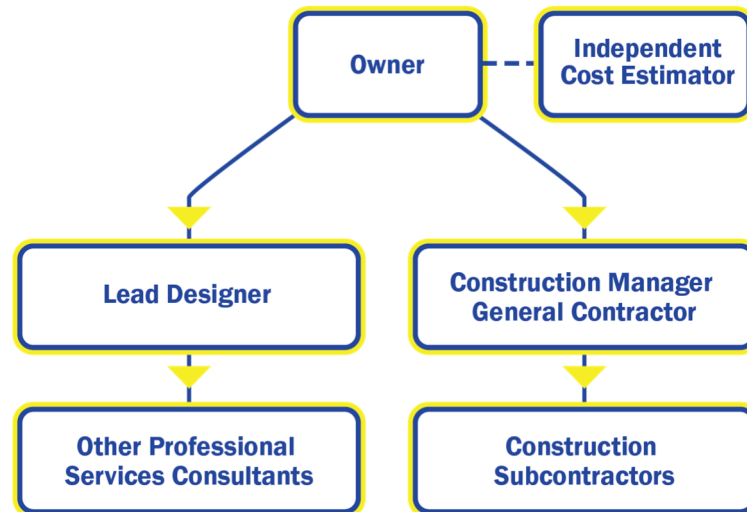 Owner
Independent
Cost Estimator
Lead Designer
Construction Manager
General Contractor
Other Professional
Services Consultants
Construction
Subcontractors